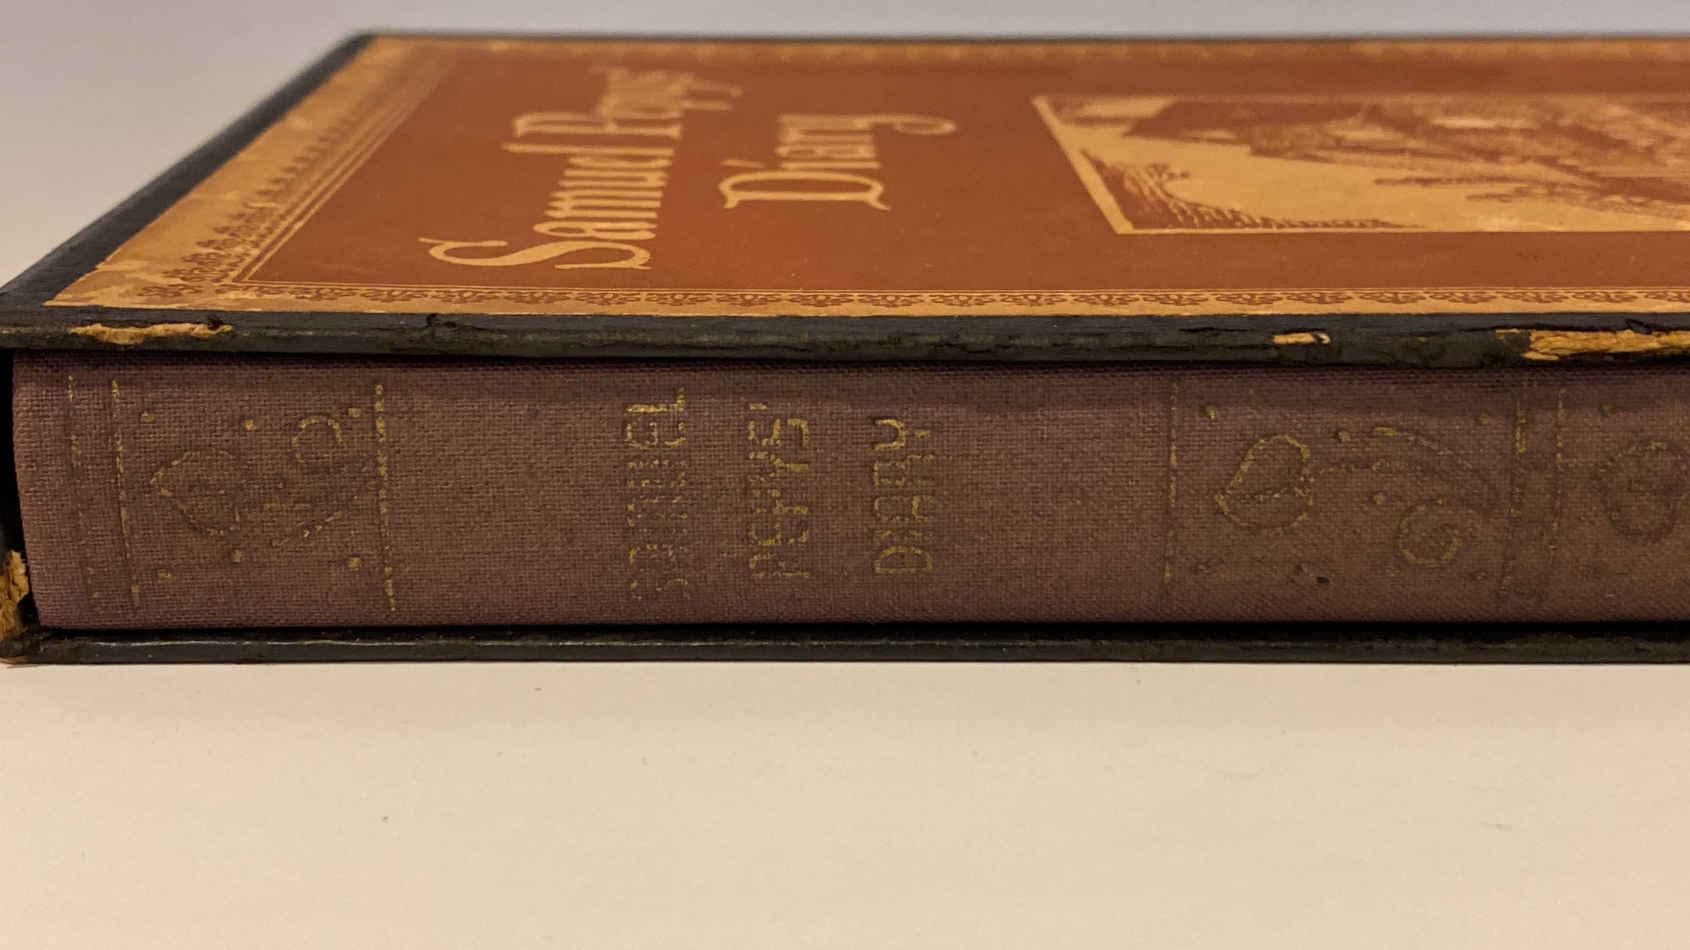 Samuel Pepys'
Diary
SAMUEL
PEPYS'
DIARY